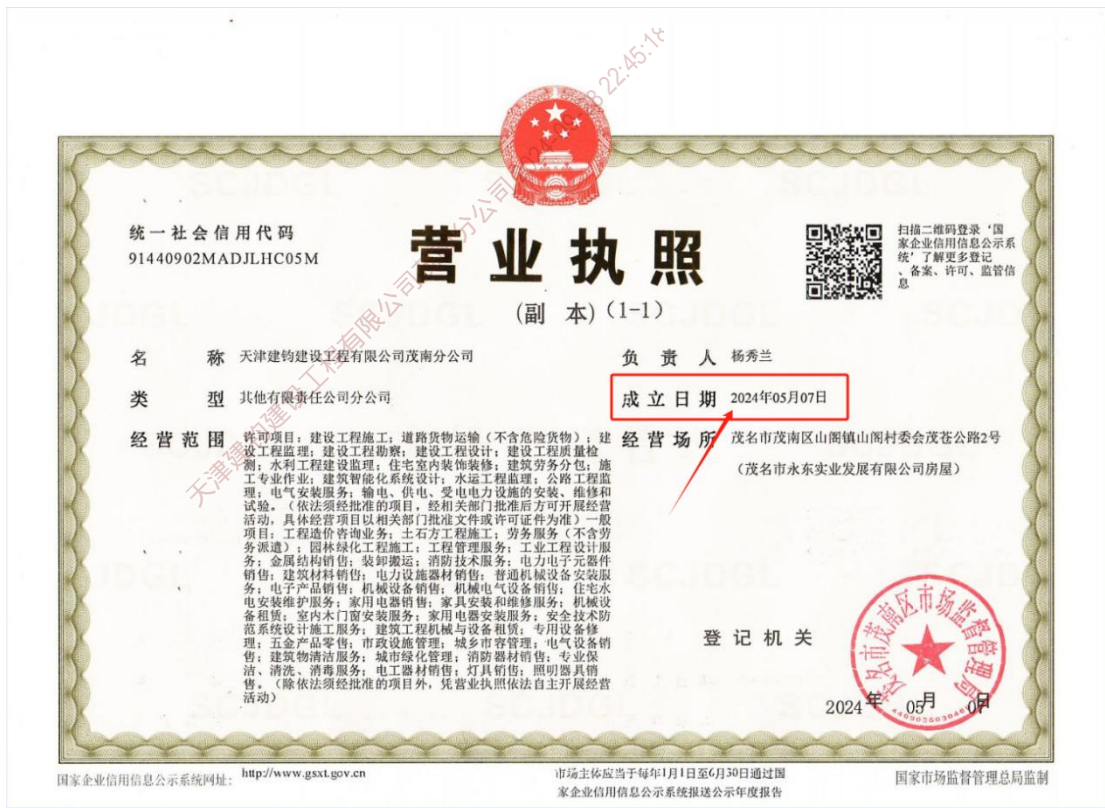 统一社会信用代码
91440902MADJLHC05M
营业执照
(副 本)(1-1)
扫描二维码登录‘国
家企业信用信息公示系
统’了解更多登记
、备案、许可、监管信
息
名 称 天津建钧建设工程有限公司茂南分公司
负 责 人 杨秀兰
类 型 其他有限责任公司分公司
成立日期 2024年05月07日
经营范围 许可项目：建设工程施工；道路货物运输（不含危险货物）；建
设工程监理；建设工程勘察；建设工程设计；建设工程质量检
测；水利工程建设监理；住宅室内装饰装修；建筑劳务分包；施
工专业作业；建筑智能化系统设计；水运工程监理；公路工程监
理；电气安装服务；输电、供电、受电电力设施的安装、维修和
试验。（依法须经批准的项目，经相关部门批准后方可开展经营
活动，具体经营项目以相关部门批准文件或许可证件为准）一般
项目：工程造价咨询业务；土石方工程施工；劳务服务（不含劳
务派遣）；园林绿化工程施工；工程管理服务；工业工程设计服
务；金属结构销售；装卸搬运；消防技术服务；电力电子元器件
销售；建筑材料销售；电力设施器材销售；普通机械设备安装服
务；电子产品销售；机械设备销售；机械电气设备销售；住宅水
电安装维护服务；家用电器销售；家具安装和维修服务；机械设
备租赁；室内木门窗安装服务；家用电器安装服务；安全技术防
范系统设计施工服务；建筑工程机械与设备租赁；专用设备修
理；五金产品零售；市政设施管理；城乡市容管理；电气设备销
售；建筑物清洁服务；城市绿化管理；消防器材销售；专业保
洁、清洗、消毒服务；电工器材销售；灯具销售；照明器具销
售。（除依法须经批准的项目外，凭营业执照依法自主开展经营
活动）
经营场所 茂名市茂南区山阁镇山阁村委会茂苍公路2号
（茂名市永东实业发展有限公司房屋）
登记机关
茂名市茂南区市场监督管理局
2024年 05月 07日
国家企业信用信息公示系统网址：http://www.gsxt.gov.cn
市场主体应当于每年1月1日至6月30日通过国
家企业信用信息公示系统报送公示年度报告
国家市场监督管理总局监制